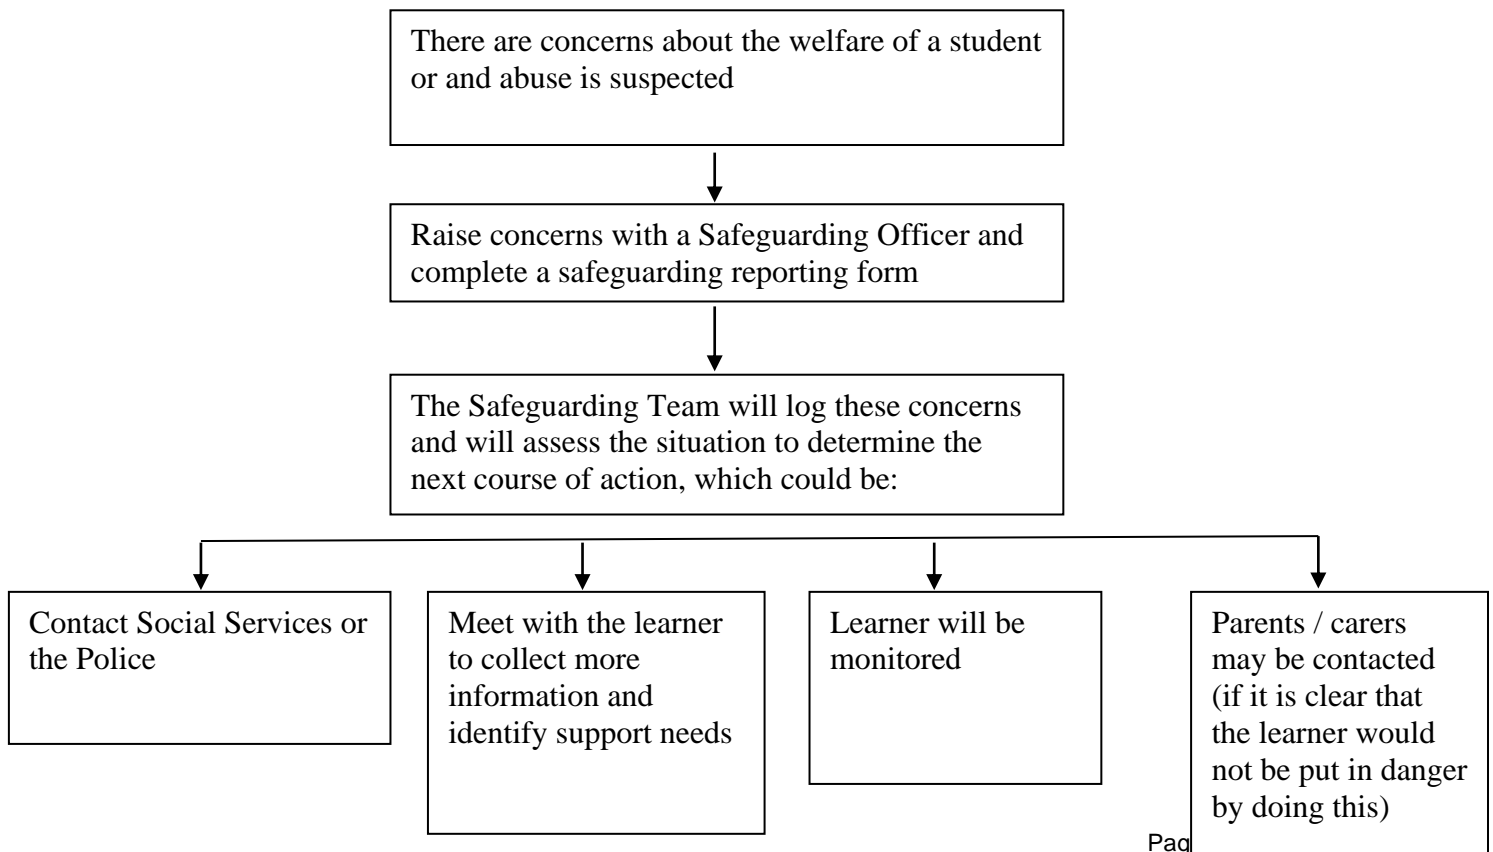 There are concerns about the welfare of a student
or and abuse is suspected
Raise concerns with a Safeguarding Officer and
complete a safeguarding reporting form
The Safeguarding Team will log these concerns
and will assess the situation to determine the
next course of action, which could be:
Contact Social Services or
the Police
Meet with the learner
to collect more
information and
identify support needs
Learner will be
monitored
Parents / carers
may be contacted
(if it is clear that
the learner would
not be put in danger
by doing this)